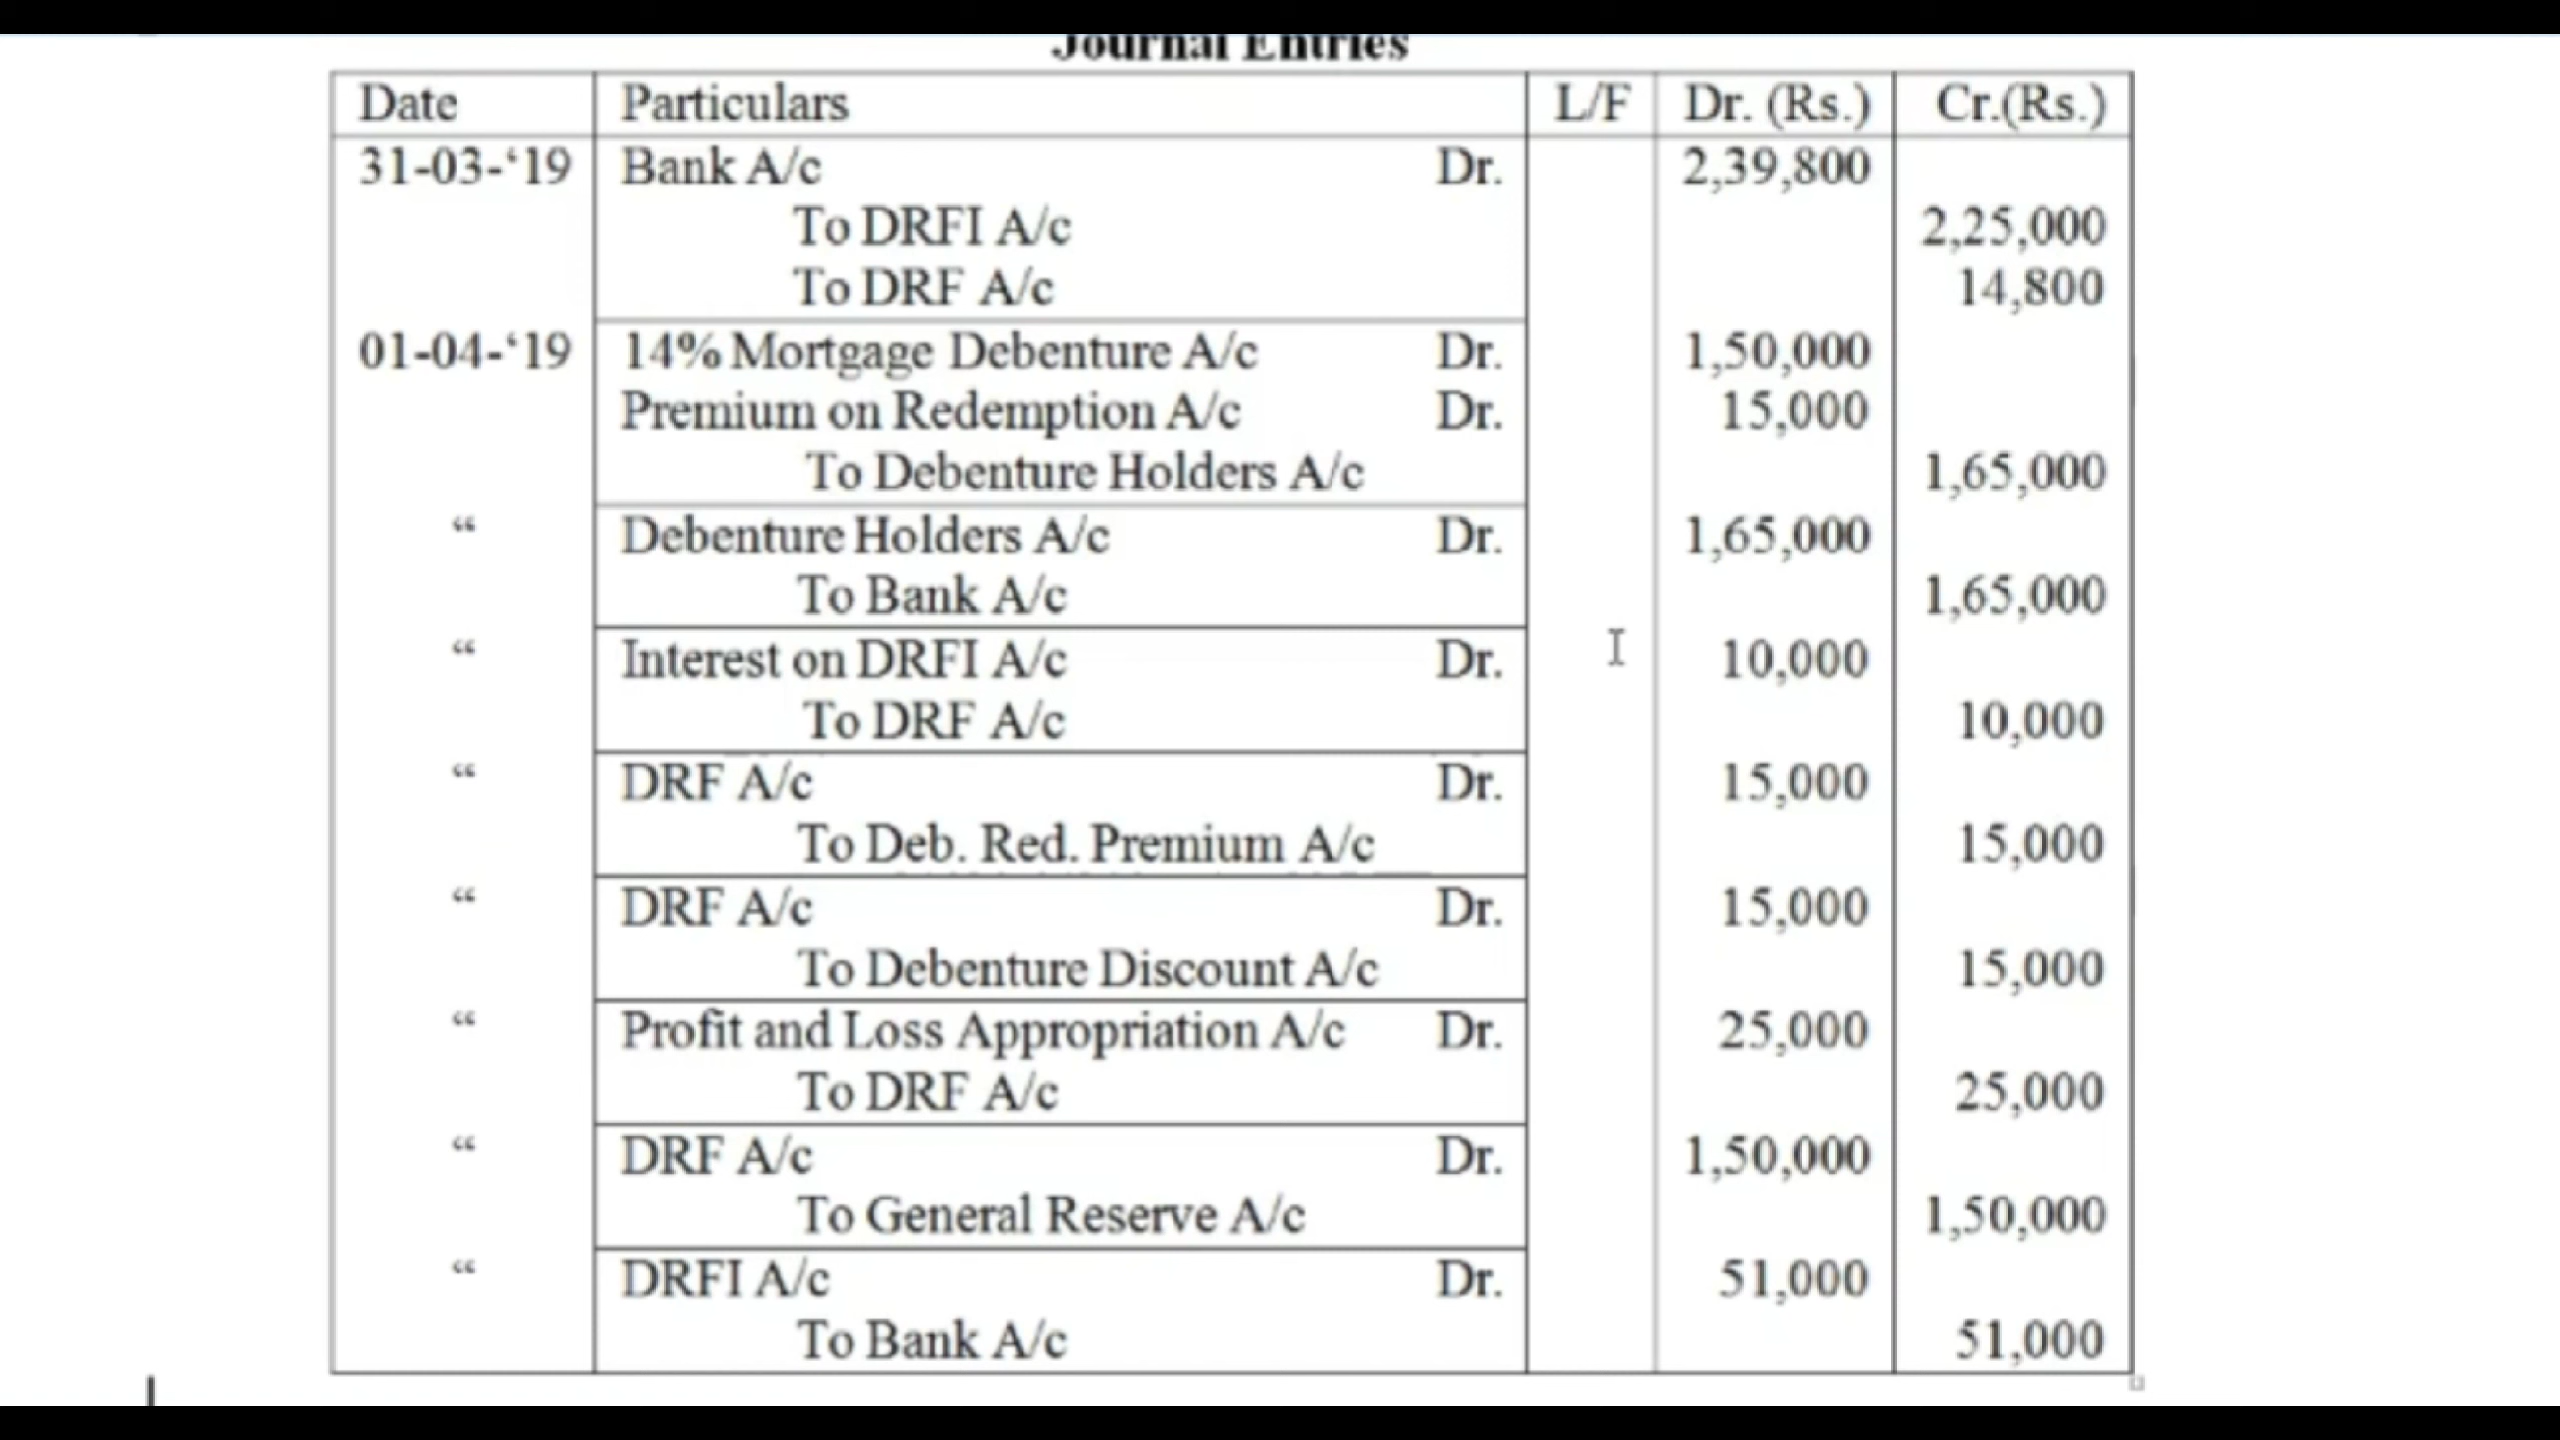 Journal Entries
Date Particulars L/F Dr. (Rs.) Cr.(Rs.)
31-03-‘19 Bank A/c Dr. 2,39,800
To DRFI A/c 2,25,000
To DRF A/c 14,800
01-04-‘19 14% Mortgage Debenture A/c Dr. 1,50,000
Premium on Redemption A/c Dr. 15,000
To Debenture Holders A/c 1,65,000
“ Debenture Holders A/c Dr. 1,65,000
To Bank A/c 1,65,000
“ Interest on DRFI A/c Dr. 10,000
To DRF A/c 10,000
“ DRF A/c Dr. 15,000
To Deb. Red. Premium A/c 15,000
“ DRF A/c Dr. 15,000
To Debenture Discount A/c 15,000
“ Profit and Loss Appropriation A/c Dr. 25,000
To DRF A/c 25,000
“ DRF A/c Dr. 1,50,000
To General Reserve A/c 1,50,000
“ DRFI A/c Dr. 51,000
To Bank A/c 51,000